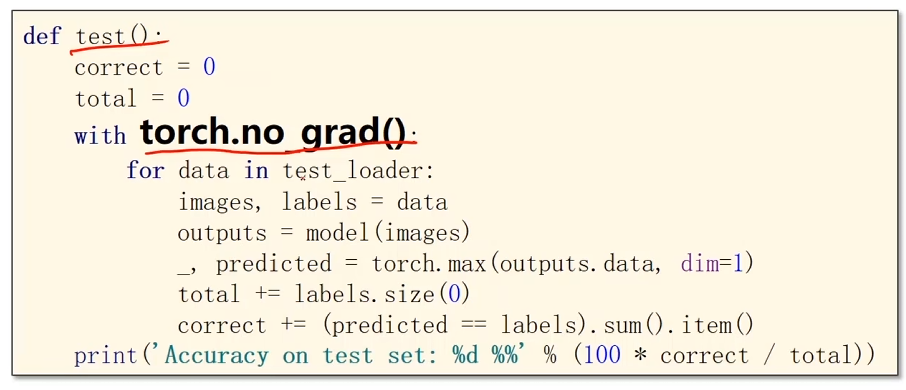 def test():
    correct = 0
    total = 0
    with torch.no_grad():
        for data in test_loader:
            images, labels = data
            outputs = model(images)
            _, predicted = torch.max(outputs.data, dim=1)
            total += labels.size(0)
            correct += (predicted == labels).sum().item()
    print('Accuracy on test set: %d %%' % (100 * correct / total))